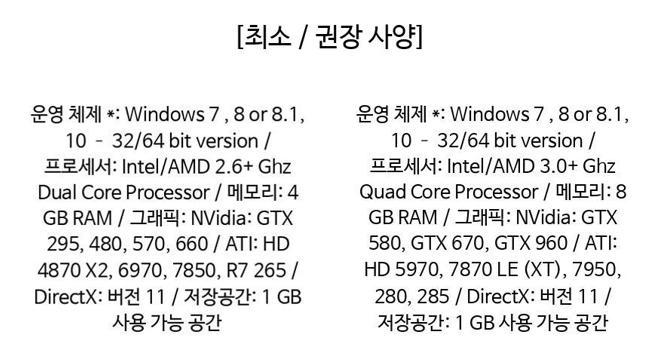 [최소 / 권장 사양]
운영 체제 *: Windows 7 , 8 or 8.1,
10 – 32/64 bit version /
프로세서: Intel/AMD 2.6+ Ghz
Dual Core Processor / 메모리: 4
GB RAM / 그래픽: NVidia: GTX
295, 480, 570, 660 / ATI: HD
4870 X2, 6970, 7850, R7 265 /
DirectX: 버전 11 / 저장공간: 1 GB
사용 가능 공간
운영 체제 *: Windows 7 , 8 or 8.1,
10 – 32/64 bit version /
프로세서: Intel/AMD 3.0+ Ghz
Quad Core Processor / 메모리: 8
GB RAM / 그래픽: NVidia: GTX
580, GTX 670, GTX 960 / ATI:
HD 5970, 7870 LE (XT), 7950,
280, 285 / DirectX: 버전 11 /
저장공간: 1 GB 사용 가능 공간